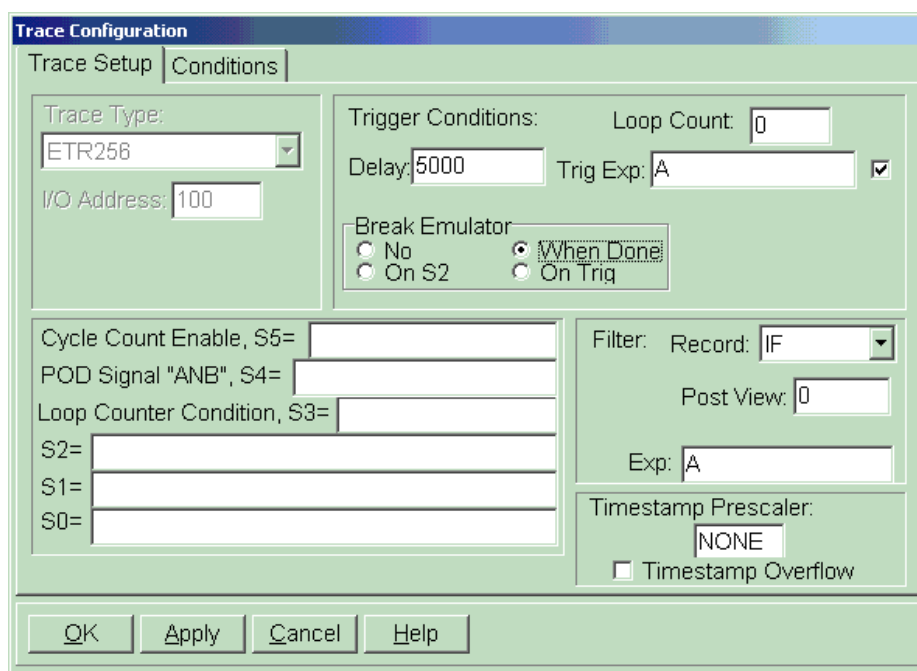 Trace Configuration
Trace Setup
Conditions
Trace Type:
ETR256
I/O Address: 100
Trigger Conditions:
Loop Count: 0
Delay: 5000
Trig Exp: A
Break Emulator
No
When Done
On S2
On Trig
Cycle Count Enable, S5=
POD Signal "ANB", S4=
Loop Counter Condition, S3=
S2=
S1=
S0=
Filter:
Record: IF
Post View: 0
Exp: A
Timestamp Prescaler:
NONE
Timestamp Overflow
OK
Apply
Cancel
Help